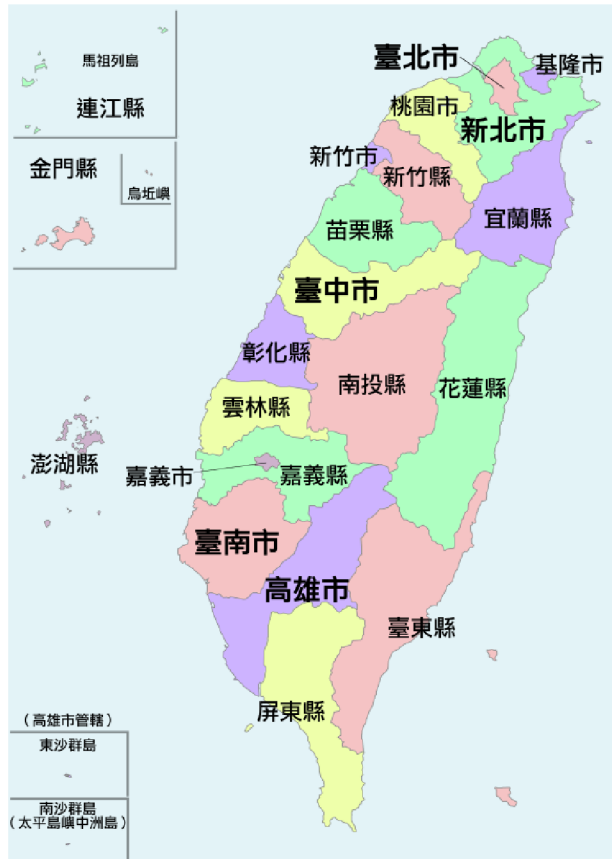 馬祖列島
連江縣
金門縣
烏坵嶼
臺北市
基隆市
桃園市
新北市
新竹市
新竹縣
宜蘭縣
苗栗縣
臺中市
彰化縣
南投縣
花蓮縣
雲林縣
澎湖縣
嘉義市
嘉義縣
臺南市
高雄市
臺東縣
屏東縣
（高雄市管轄）
東沙群島
南沙群島
（太平島嶼中洲島）